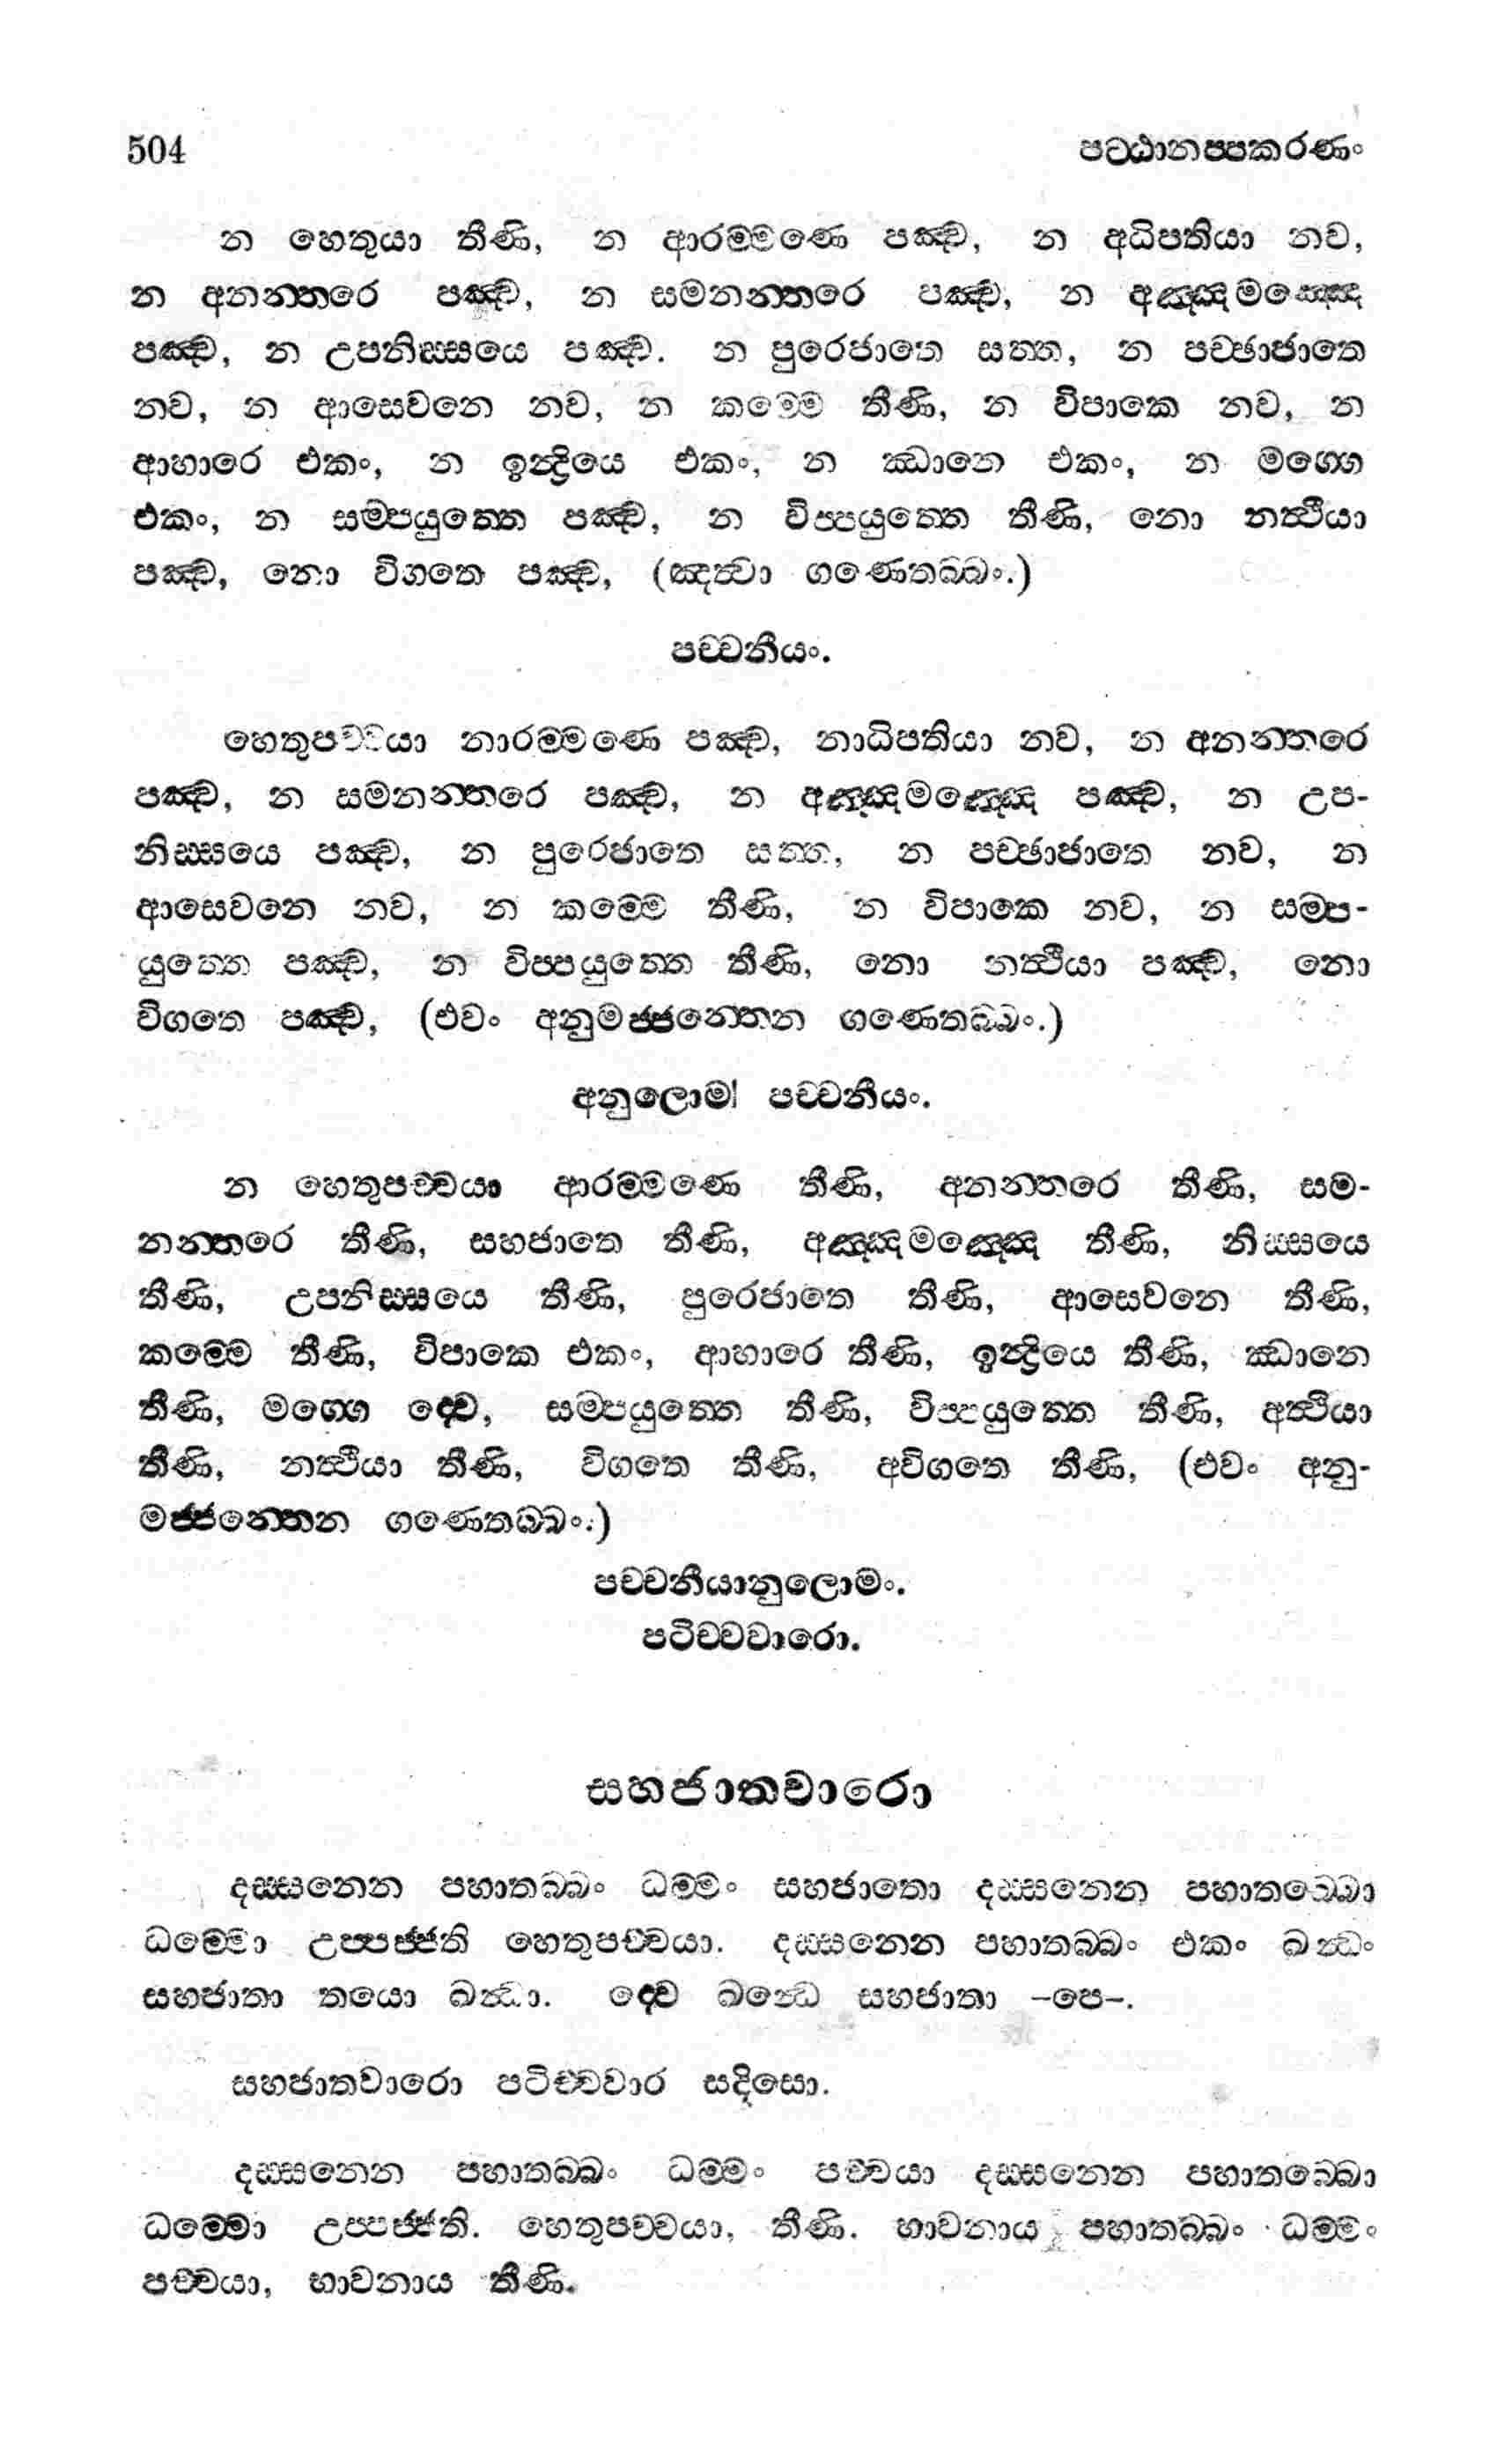 504 පට්ඨානප්පකරණං
න හෙතුයා තීණි, න ආරම්මණෙ පඤ්ච, න අධිපතියා නව,
න අනන්තරෙ පඤ්ච, න සමනන්තරෙ පඤ්ච, න අඤ්ඤමඤ්ඤෙ
පඤ්ච, න උපනිස්සයෙ පඤ්ච. න පුරෙජාතෙ සත්ත, න පච්ඡාජාතෙ
නව, න ආසෙවනෙ නව, න කම්මෙ තීණි, න විපාකෙ නව, න
ආහාරෙ එකං, න ඉන්ද්‍රියෙ එකං, න ඣානෙ එකං, න මග්ගෙ
එකං, න සම්පයුත්තෙ පඤ්ච, න විප්පයුත්තෙ තීණි, නො නත්ථියා
පඤ්ච, නො විගතෙ පඤ්ච, (ඤත්වා ගණෙතබ්බං.)
පච්චනීයං.
හෙතුපච්චයා නාරම්මණෙ පඤ්ච, නාධිපතියා නව, න අනන්තරෙ
පඤ්ච, න සමනන්තරෙ පඤ්ච, න අඤ්ඤමඤ්ඤෙ පඤ්ච, න උප-
නිස්සයෙ පඤ්ච, න පුරෙජාතෙ සත්ත, න පච්ඡාජාතෙ නව, න
ආසෙවනෙ නව, න කම්මෙ තීණි, න විපාකෙ නව, න සම්ප-
යුත්තෙ පඤ්ච, න විප්පයුත්තෙ තීණි, නො නත්ථියා පඤ්ච, නො
විගතෙ පඤ්ච, (එවං අනුමජ්ජන්තෙන ගණෙතබ්බං.)
අනුලොම පච්චනීයං.
න හෙතුපච්චයා ආරම්මණෙ තීණි, අනන්තරෙ තීණි, සම-
නන්තරෙ තීණි, සහජාතෙ තීණි, අඤ්ඤමඤ්ඤෙ තීණි, නිස්සයෙ
තීණි, උපනිස්සයෙ තීණි, පුරෙජාතෙ තීණි, ආසෙවනෙ තීණි,
කම්මෙ තීණි, විපාකෙ එකං, ආහාරෙ තීණි, ඉන්ද්‍රියෙ තීණි, ඣානෙ
තීණි, මග්ගෙ ද්වෙ, සම්පයුත්තෙ තීණි, විප්පයුත්තෙ තීණි, අත්ථියා
තීණි, නත්ථියා තීණි, විගතෙ තීණි, අවිගතෙ තීණි, (එවං අනු-
මජ්ජන්තෙන ගණෙතබ්බං.)
පච්චනීයානුලොමං.
පටිච්චවාරො.
සහජාතවාරො
දස්සනෙන පහාතබ්බං ධම්මං සහජාතො දස්සනෙන පහාතබ්බො
ධම්මො උප්පජ්ජති හෙතුපච්චයා. දස්සනෙන පහාතබ්බං එකං ඛන්ධං
සහජාතා තයො ඛන්ධා. ද්වෙ ඛන්ධෙ සහජාතා –පෙ–.
සහජාතවාරො පටිච්චවාර සදිසො.
දස්සනෙන පහාතබ්බං ධම්මං පච්චයා දස්සනෙන පහාතබ්බො
ධම්මො උප්පජ්ජති. හෙතුපච්චයා, තීණි. භාවනාය පහාතබ්බං ධම්මං
පච්චයා, භාවනාය තීණි.